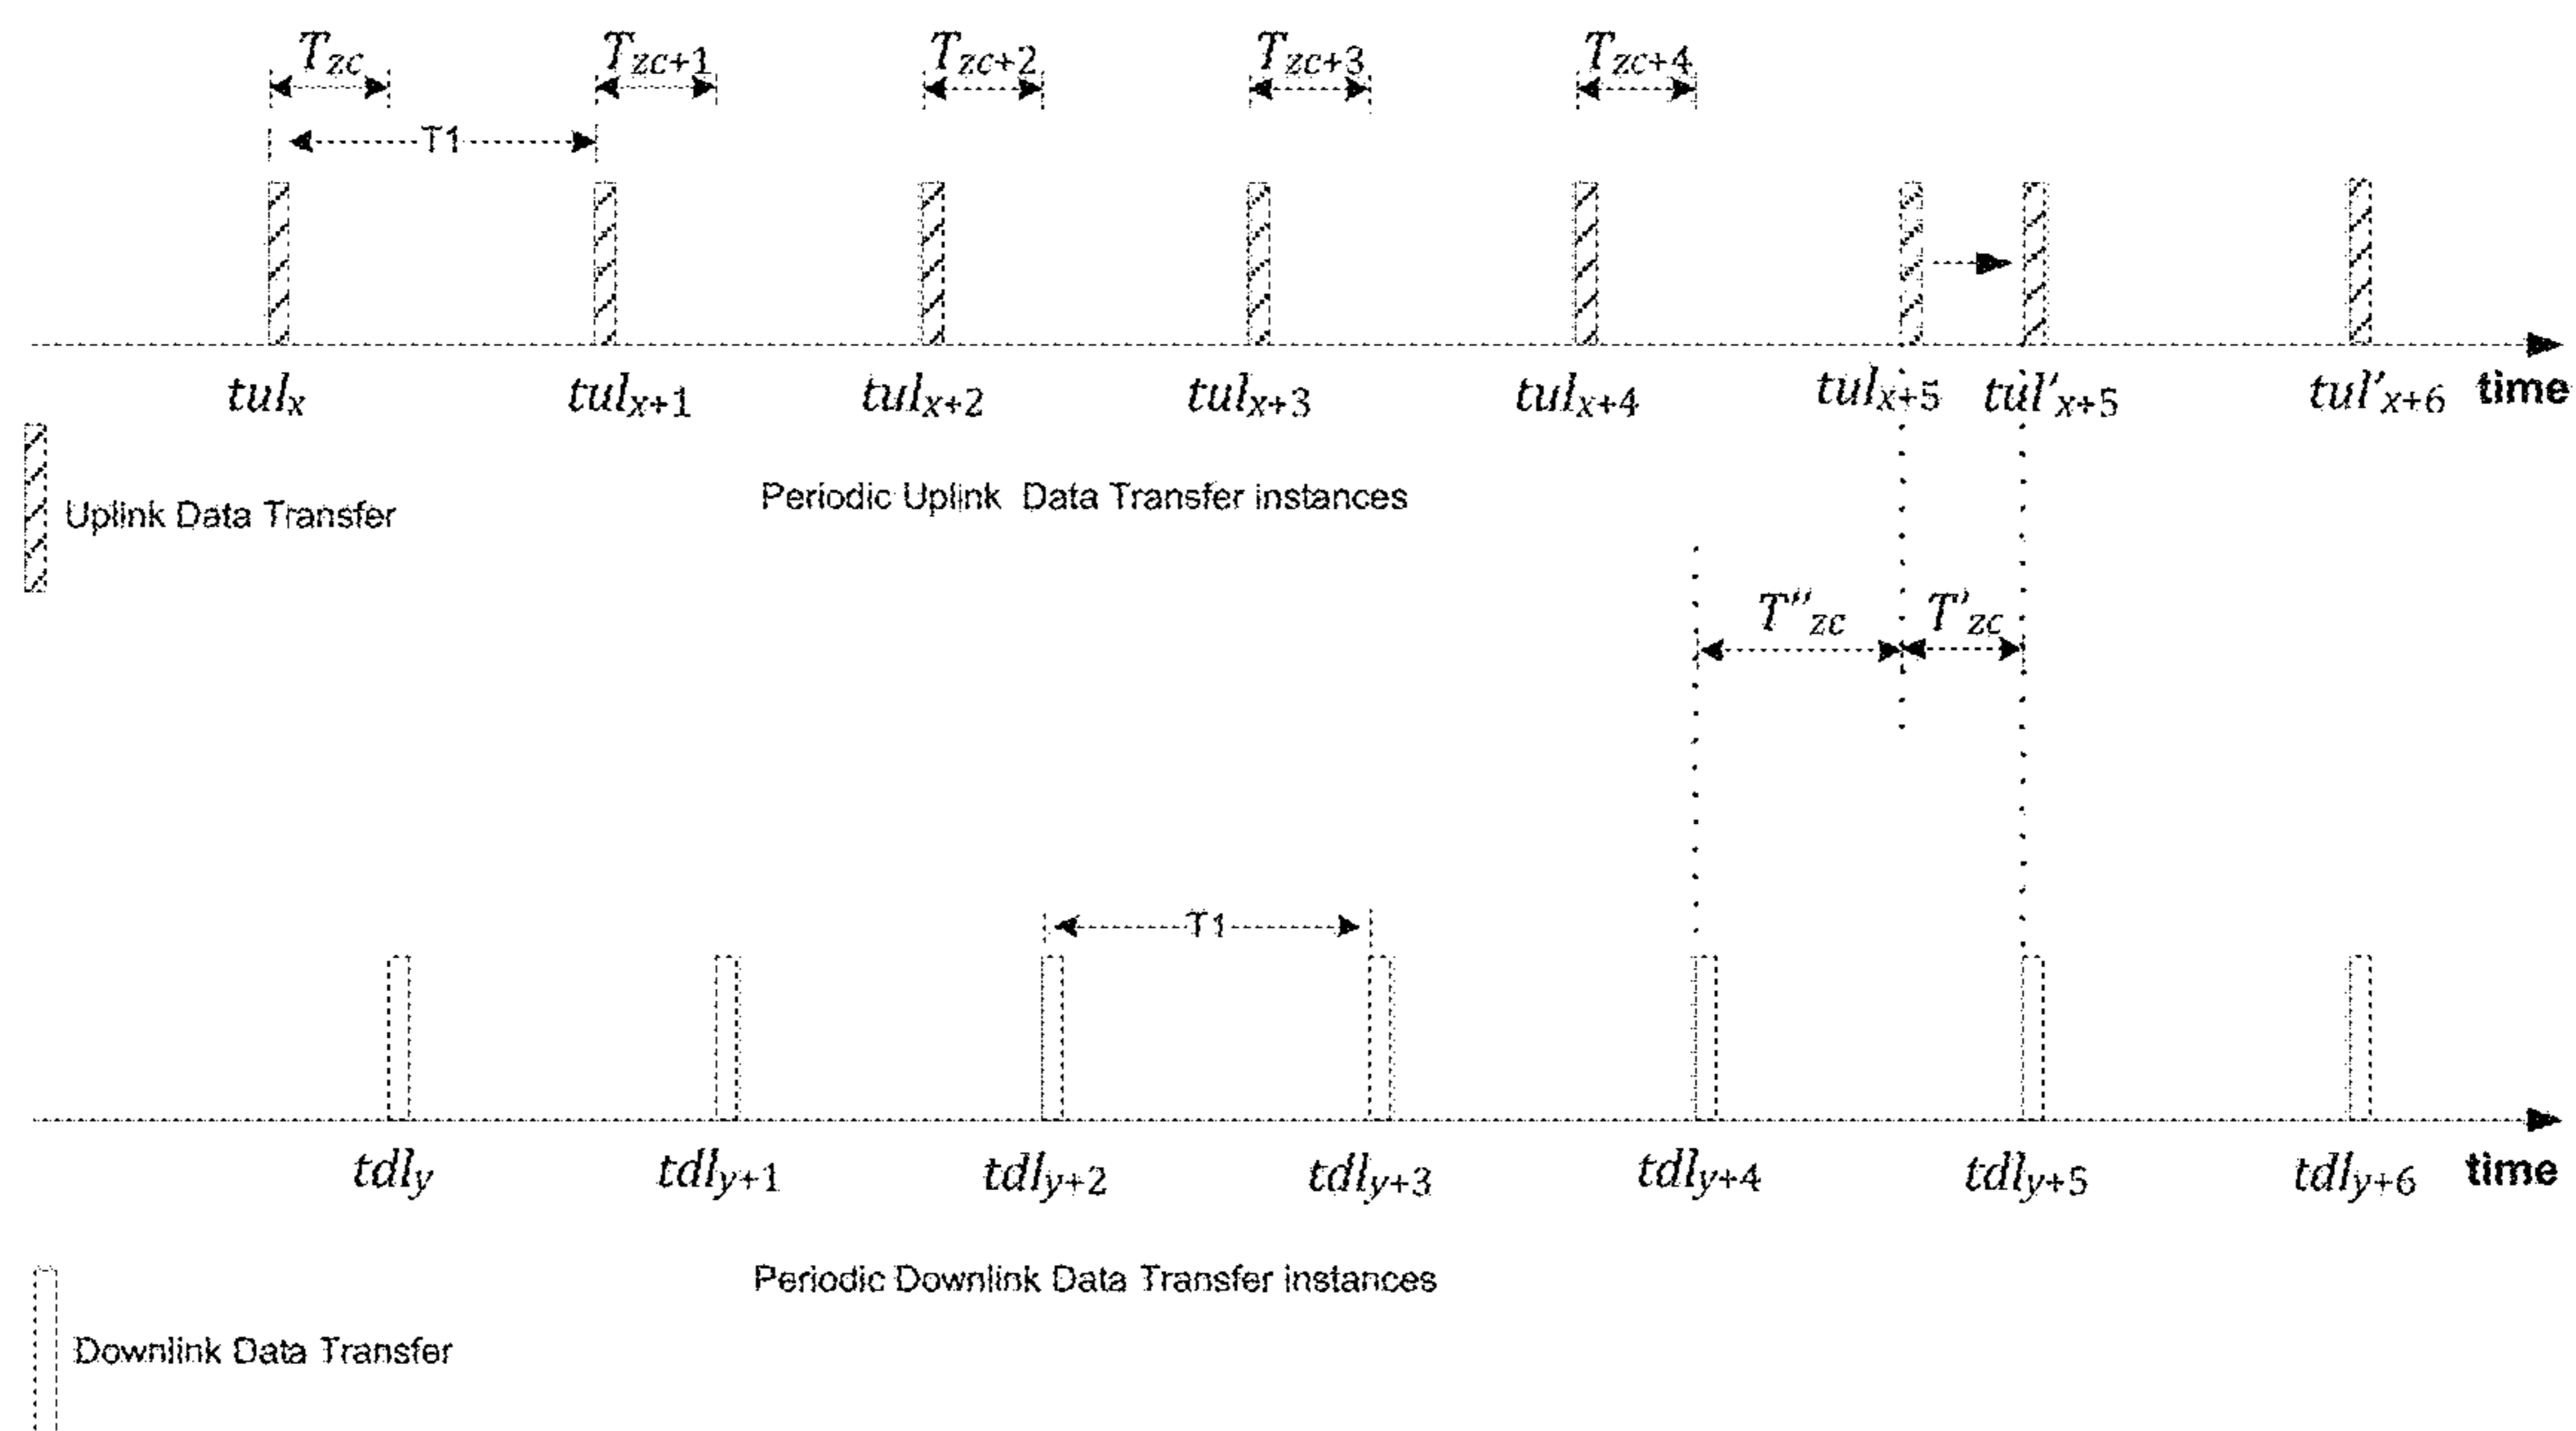 Tzc Tzc+1 Tzc+2 Tzc+3 Tzc+4
T1
tulx tulx+1 tulx+2 tulx+3 tulx+4 tulx+5 tul'x+5 tul'x+6 time
Uplink Data Transfer
Periodic Uplink Data Transfer instances
T''zc T'zc
T1
tdly tdly+1 tdly+2 tdly+3 tdly+4 tdly+5 tdly+6 time
Periodic Downlink Data Transfer instances
Downlink Data Transfer